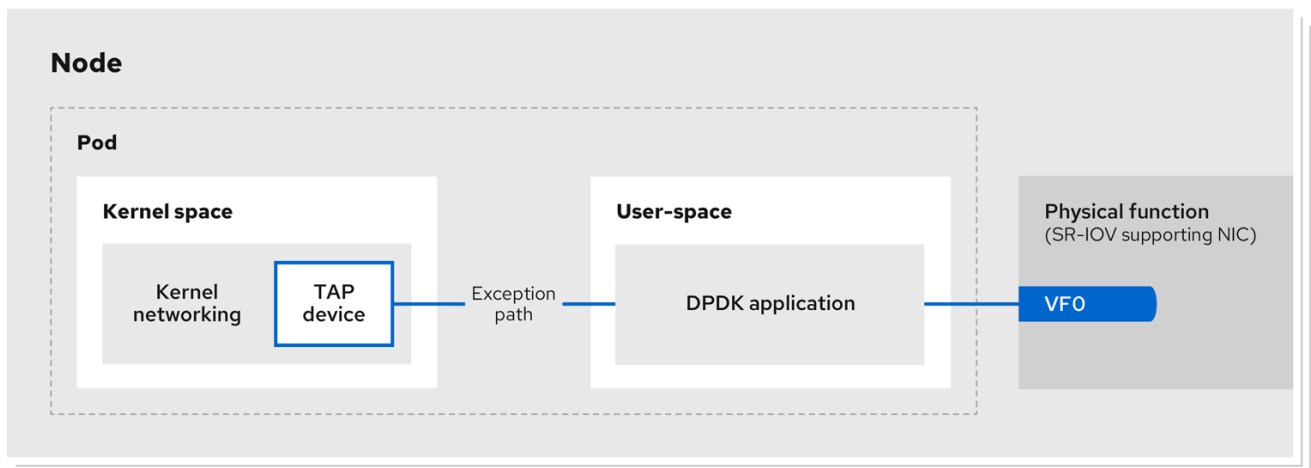 Node
Pod
Kernel space
Kernel
networking
TAP
device
Exception
path
User-space
DPDK application
Physical function
(SR-IOV supporting NIC)
VF0